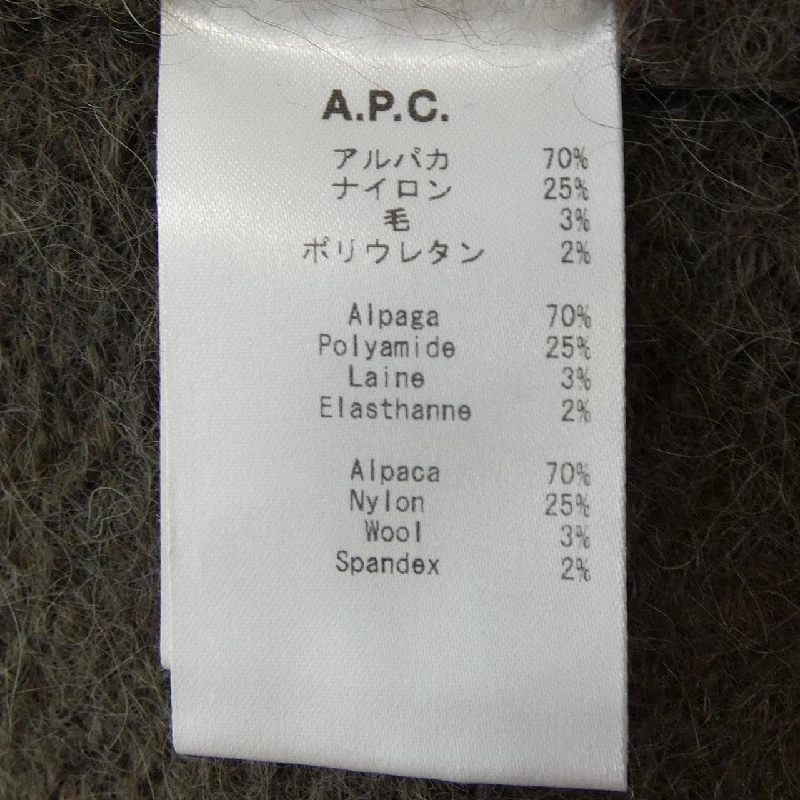 A.P.C.
アルパカ 70%
ナイロン 25%
毛 3%
ポリウレタン 2%
Alpaga 70%
Polyamide 25%
Laine 3%
Elasthanne 2%
Alpaca 70%
Nylon 25%
Wool 3%
Spandex 2%